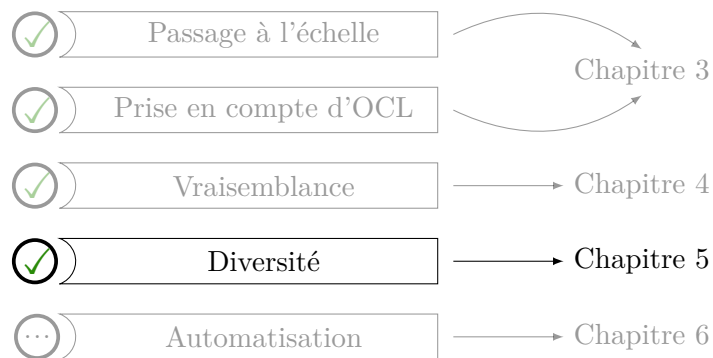 Passage à l'échelle
Chapitre 3
Prise en compte d'OCL
Vraisemblance
Chapitre 4
Diversité
Chapitre 5
...
Automatisation
Chapitre 6